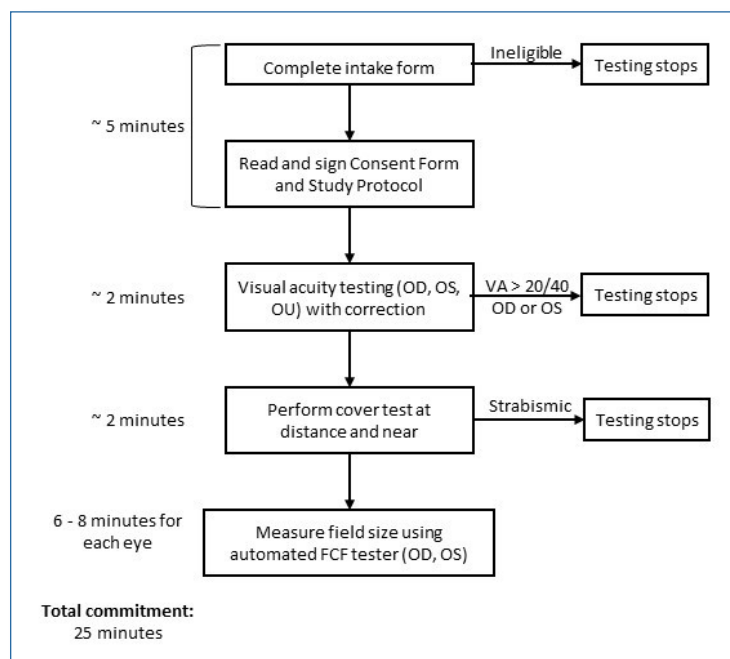 Complete intake form
Ineligible
Testing stops
~ 5 minutes
Read and sign Consent Form
and Study Protocol
~ 2 minutes
Visual acuity testing (OD, OS,
OU) with correction
VA > 20/40
OD or OS
Testing stops
~ 2 minutes
Perform cover test at
distance and near
Strabismic
Testing stops
6 - 8 minutes for
each eye
Measure field size using
automated FCF tester (OD, OS)
Total commitment:
25 minutes